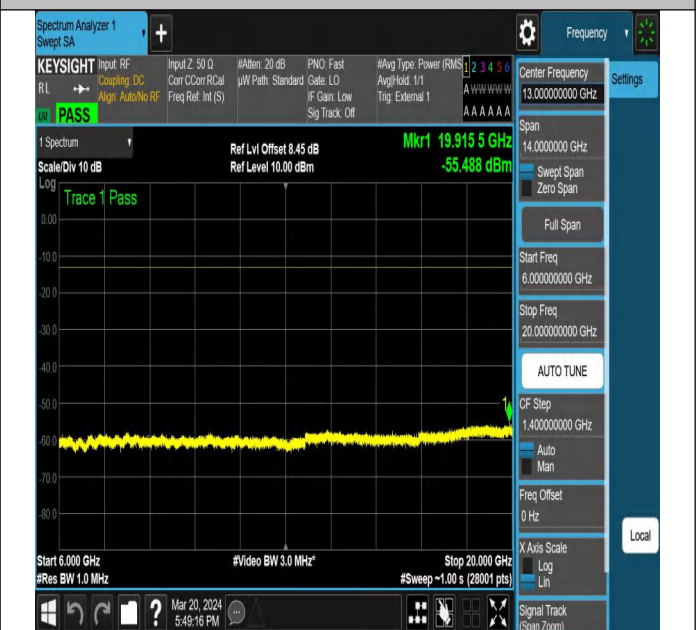 Spectrum Analyzer 1
Swept SA
Frequency
KEYSIGHT
RL
LXI
PASS
Input: RF
Coupling: DC
Align: Auto/No RF
Input Z: 50 Ω
Corr CCorr RCal
Freq Ref: Int (S)
#Atten: 20 dB
µW Path: Standard
PNO: Fast
Gate: LO
IF Gain: Low
Sig Track: Off
#Avg Type: Power (RMS
Avg|Hold: 1/1
Trig: External 1
1 2 3 4 5 6
A W W W W W
A A A A A A
Center Frequency
13.000000000 GHz
Settings
1 Spectrum
Scale/Div 10 dB
Ref Lvl Offset 8.45 dB
Ref Level 10.00 dBm
Mkr1 19.915 5 GHz
-55.488 dBm
Span
14.0000000 GHz
Swept Span
Zero Span
Log
Trace 1 Pass
0.00
-10.0
-20.0
-30.0
-40.0
-50.0
-60.0
-70.0
-80.0
1
Full Span
Start Freq
6.000000000 GHz
Stop Freq
20.000000000 GHz
AUTO TUNE
CF Step
1.400000000 GHz
Auto
Man
Freq Offset
0 Hz
Local
X Axis Scale
Log
Lin
Signal Track
(Span Zoom)
Start 6.000 GHz
#Res BW 1.0 MHz
#Video BW 3.0 MHz*
Stop 20.000 GHz
#Sweep ~1.00 s (28001 pts)
?
Mar 20, 2024
5:49:16 PM